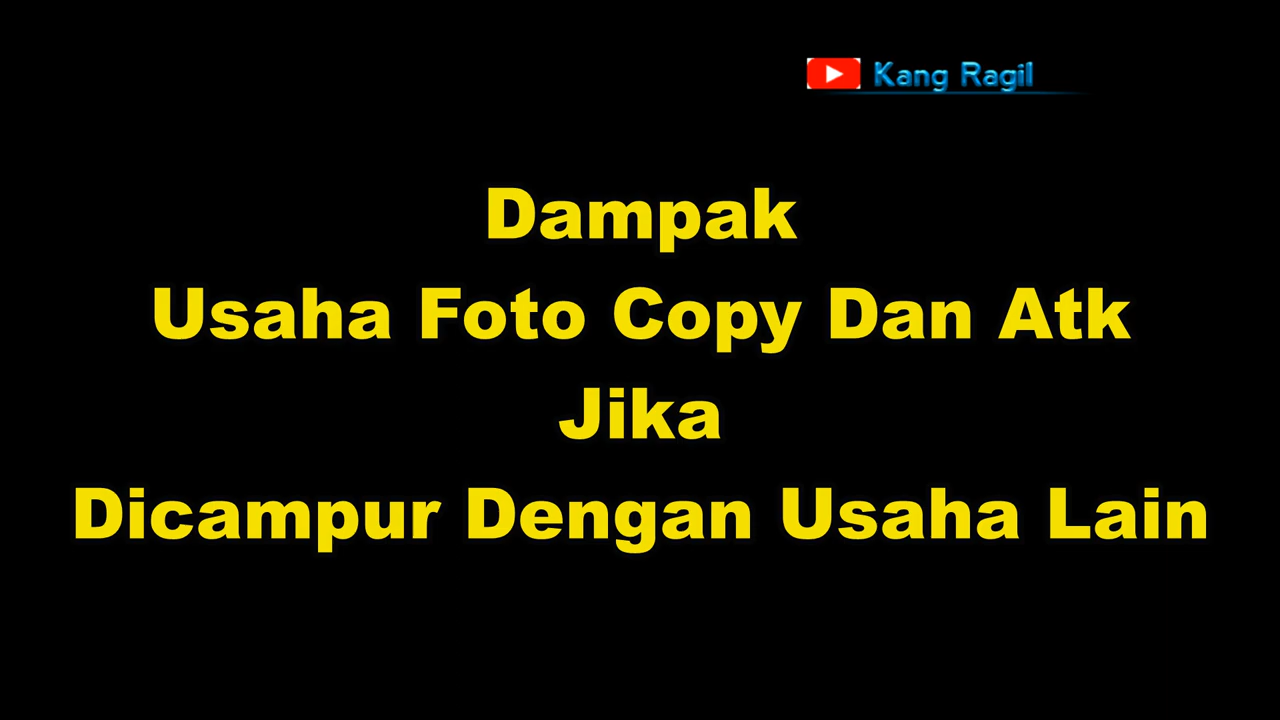 Kang Ragil
Dampak
Usaha Foto Copy Dan Atk
Jika
Dicampur Dengan Usaha Lain